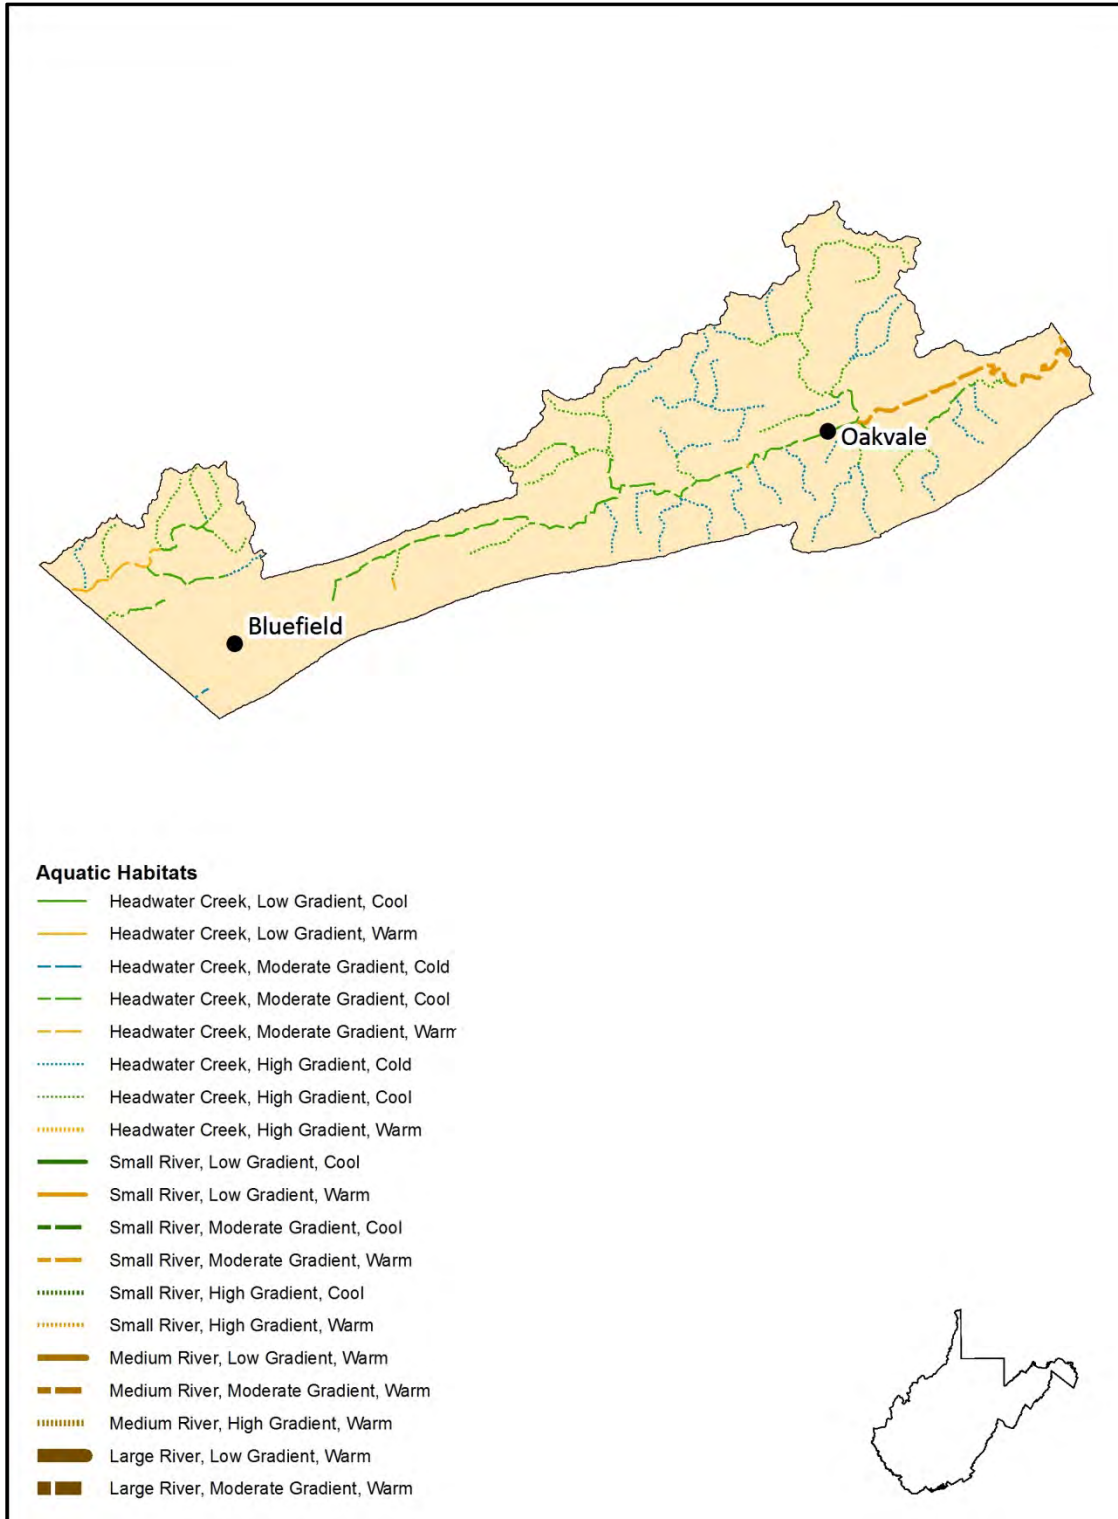 Oakvale
Bluefield
Aquatic Habitats
Headwater Creek, Low Gradient, Cool
Headwater Creek, Low Gradient, Warm
Headwater Creek, Moderate Gradient, Cold
Headwater Creek, Moderate Gradient, Cool
Headwater Creek, Moderate Gradient, Warm
Headwater Creek, High Gradient, Cold
Headwater Creek, High Gradient, Cool
Headwater Creek, High Gradient, Warm
Small River, Low Gradient, Cool
Small River, Low Gradient, Warm
Small River, Moderate Gradient, Cool
Small River, Moderate Gradient, Warm
Small River, High Gradient, Cool
Small River, High Gradient, Warm
Medium River, Low Gradient, Warm
Medium River, Moderate Gradient, Warm
Medium River, High Gradient, Warm
Large River, Low Gradient, Warm
Large River, Moderate Gradient, Warm